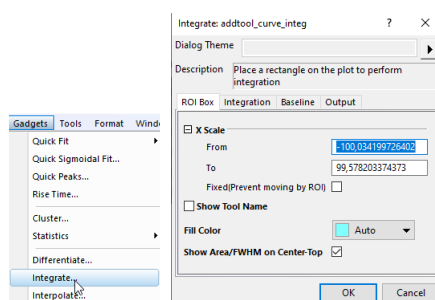 Gadgets Tools Format Windo
Quick Fit
Quick Sigmoidal Fit...
Quick Peaks...
Rise Time...
Cluster...
Statistics
Differentiate...
Integrate...
Interpolate...
Integrate: addtool_curve_integ ? ×
Dialog Theme
Description Place a rectangle on the plot to perform
integration
ROI Box Integration Baseline Output
X Scale
From -100,034199726402
To 99,578203374373
Fixed(Prevent moving by ROI)
Show Tool Name
Fill Color Auto
Show Area/FWHM on Center-Top
OK Cancel